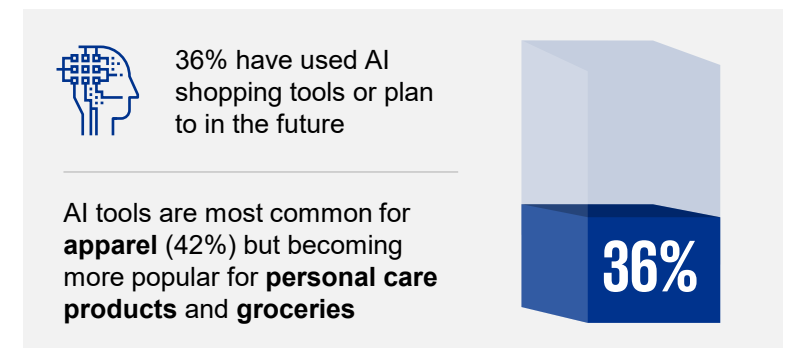 36% have used AI
shopping tools or plan
to in the future
AI tools are most common for
apparel (42%) but becoming
more popular for personal care
products and groceries
36%